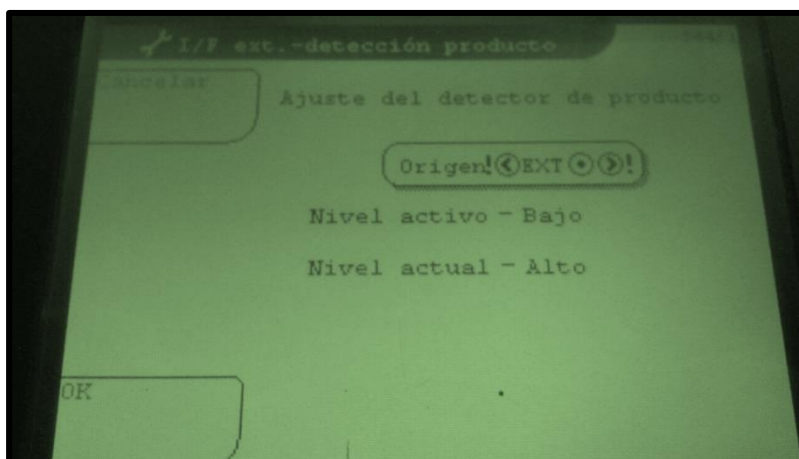 I/F ext.-detección producto
Cancelar
Ajuste del detector de producto
Origen!<EXT•>!
Nivel activo - Bajo
Nivel actual - Alto
OK